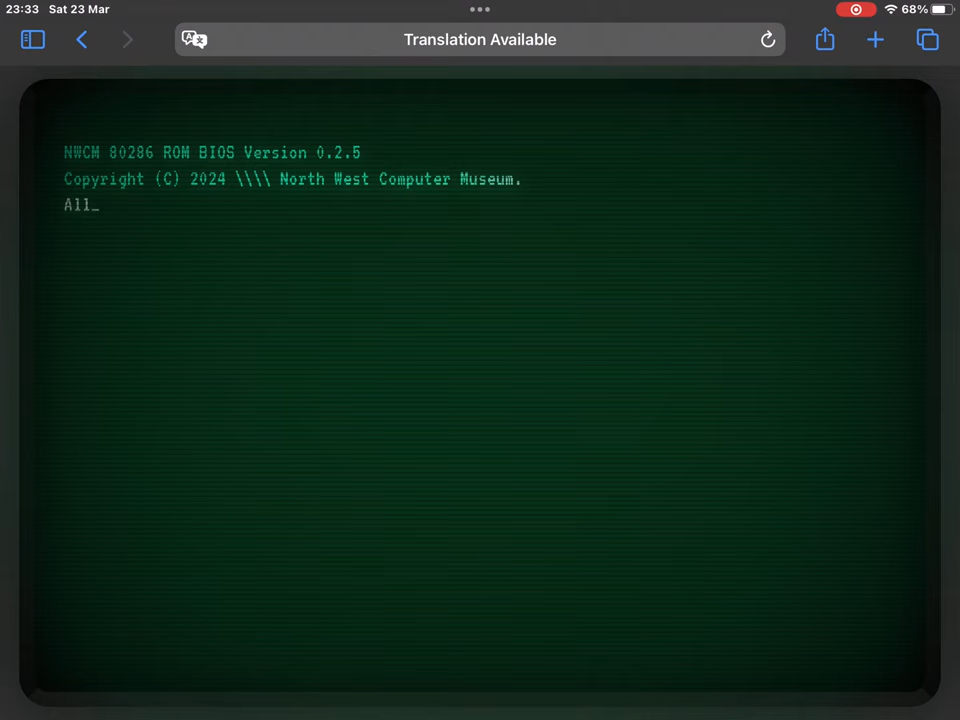 23:33 Sat 23 Mar
68%
Translation Available
NWCM 80286 ROM BIOS Version 0.2.5
Copyright (C) 2024 \\\\ North West Computer Museum.
All_